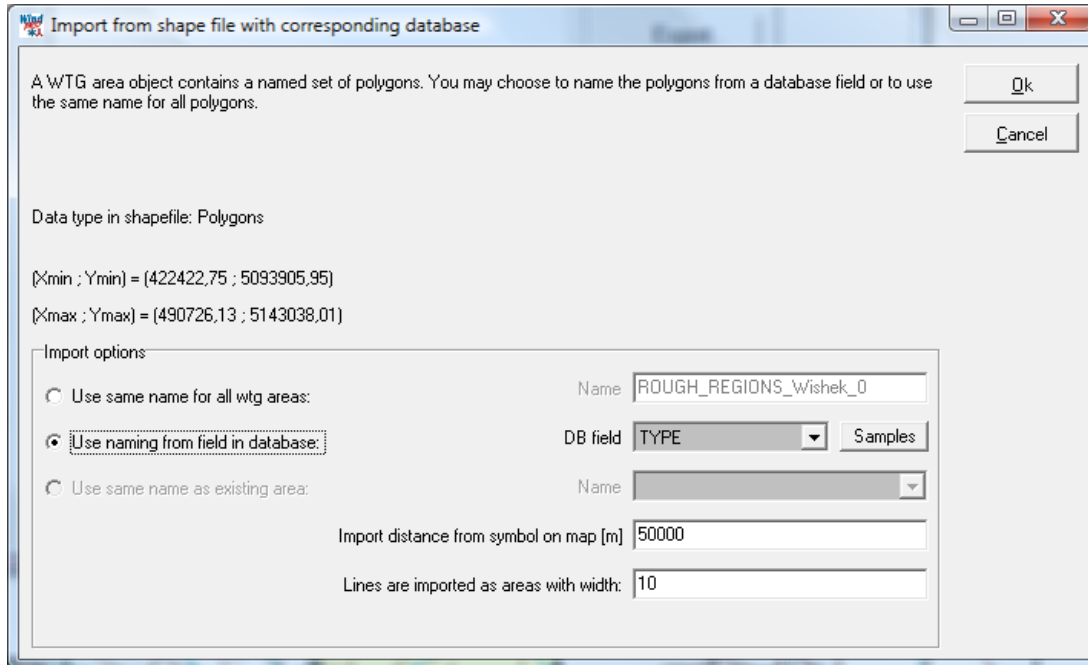 Import from shape file with corresponding database
A WTG area object contains a named set of polygons. You may choose to name the polygons from a database field or to use
the same name for all polygons.
Ok
Cancel
Data type in shapefile: Polygons
(Xmin ; Ymin) = (422422,75 ; 5093905,95)
(Xmax ; Ymax) = (490726,13 ; 5143038,01)
Import options
Use same name for all wtg areas:
Name ROUGH_REGIONS_Wishek_0
Use naming from field in database:
DB field TYPE Samples
Use same name as existing area:
Name
Import distance from symbol on map [m] 50000
Lines are imported as areas with width: 10